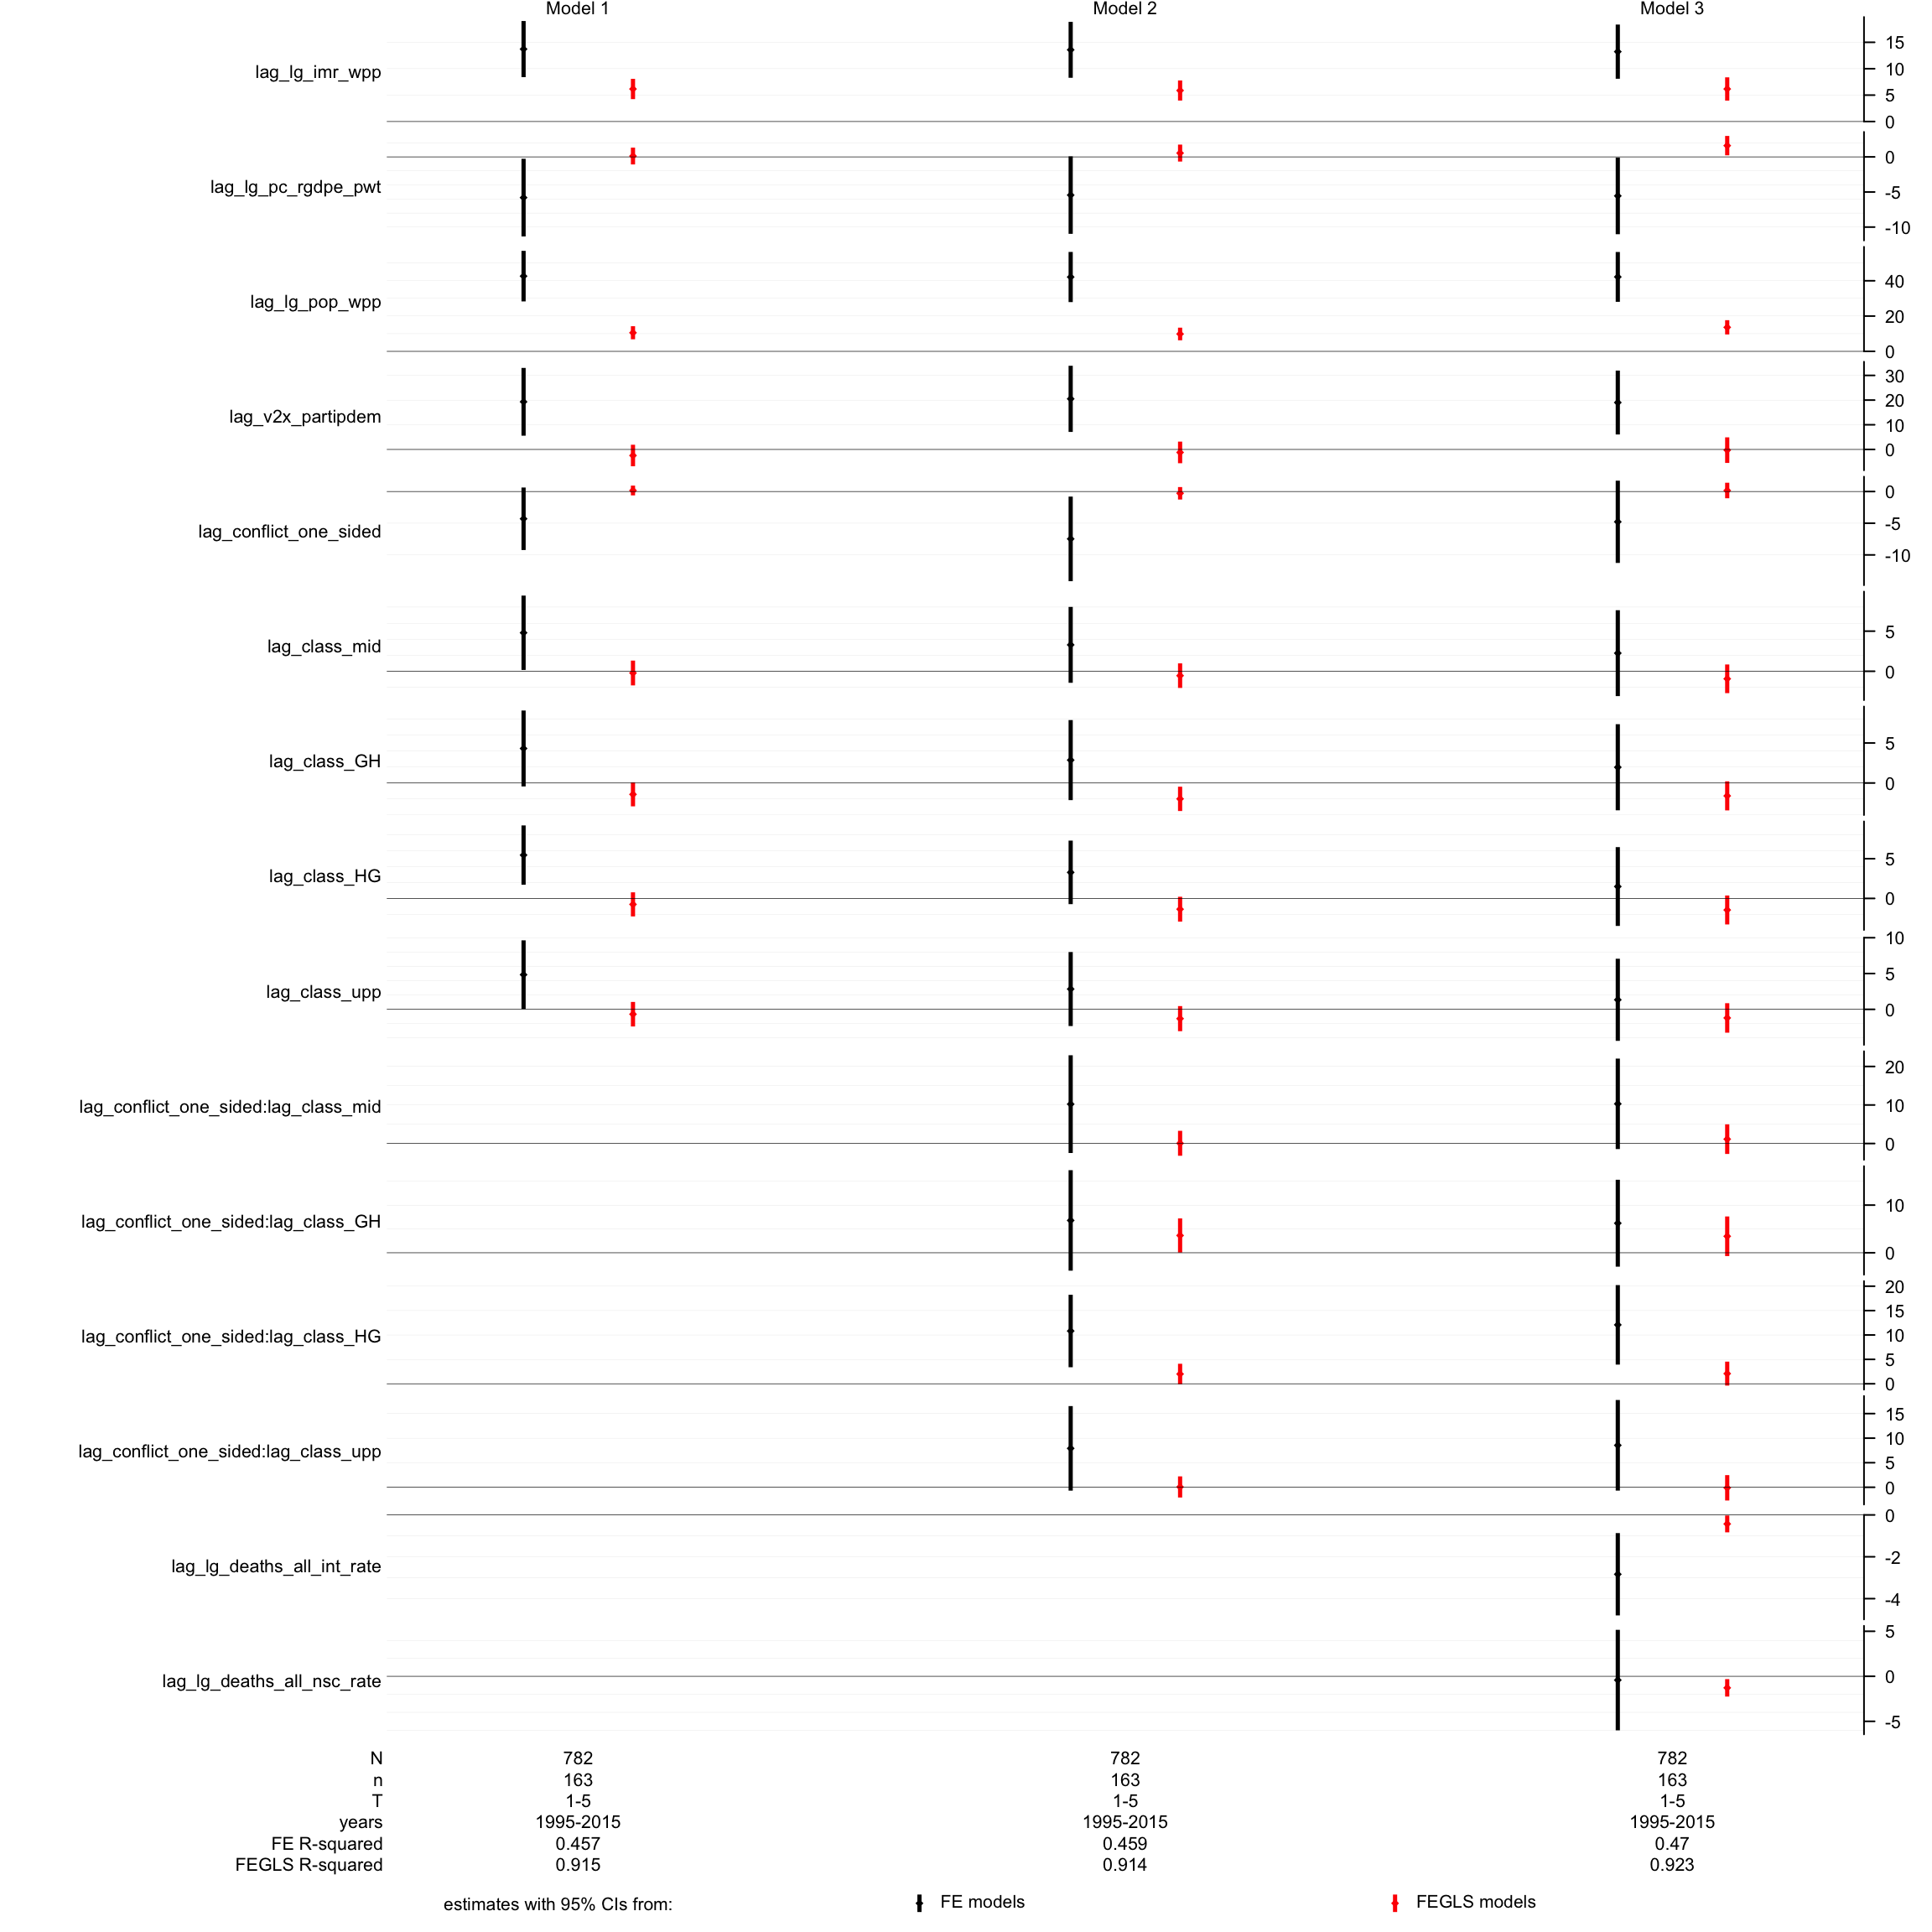 Model 1 Model 2 Model 3
lag_lg_imr_wpp
15
10
5
0
lag_lg_pc_rgdpe_pwt
0
-5
-10
lag_lg_pop_wpp
40
20
0
lag_v2x_partipdem
30
20
10
0
lag_conflict_one_sided
0
-5
-10
lag_class_mid
5
0
lag_class_GH
5
0
lag_class_HG
5
0
lag_class_upp
10
5
0
lag_conflict_one_sided:lag_class_mid
20
10
0
lag_conflict_one_sided:lag_class_GH
10
0
lag_conflict_one_sided:lag_class_HG
20
15
10
5
0
lag_conflict_one_sided:lag_class_upp
15
10
5
0
lag_lg_deaths_all_int_rate
0
-2
-4
lag_lg_deaths_all_nsc_rate
5
0
-5
N 782 782 782
n 163 163 163
T 1-5 1-5 1-5
years 1995-2015 1995-2015 1995-2015
FE R-squared 0.457 0.459 0.47
FEGLS R-squared 0.915 0.914 0.923
estimates with 95% CIs from: FE models FEGLS models